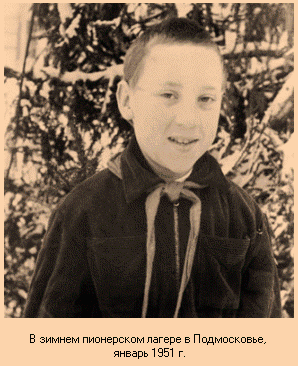 В зимнем пионерском лагере в Подмосковье,
январь 1951 г.